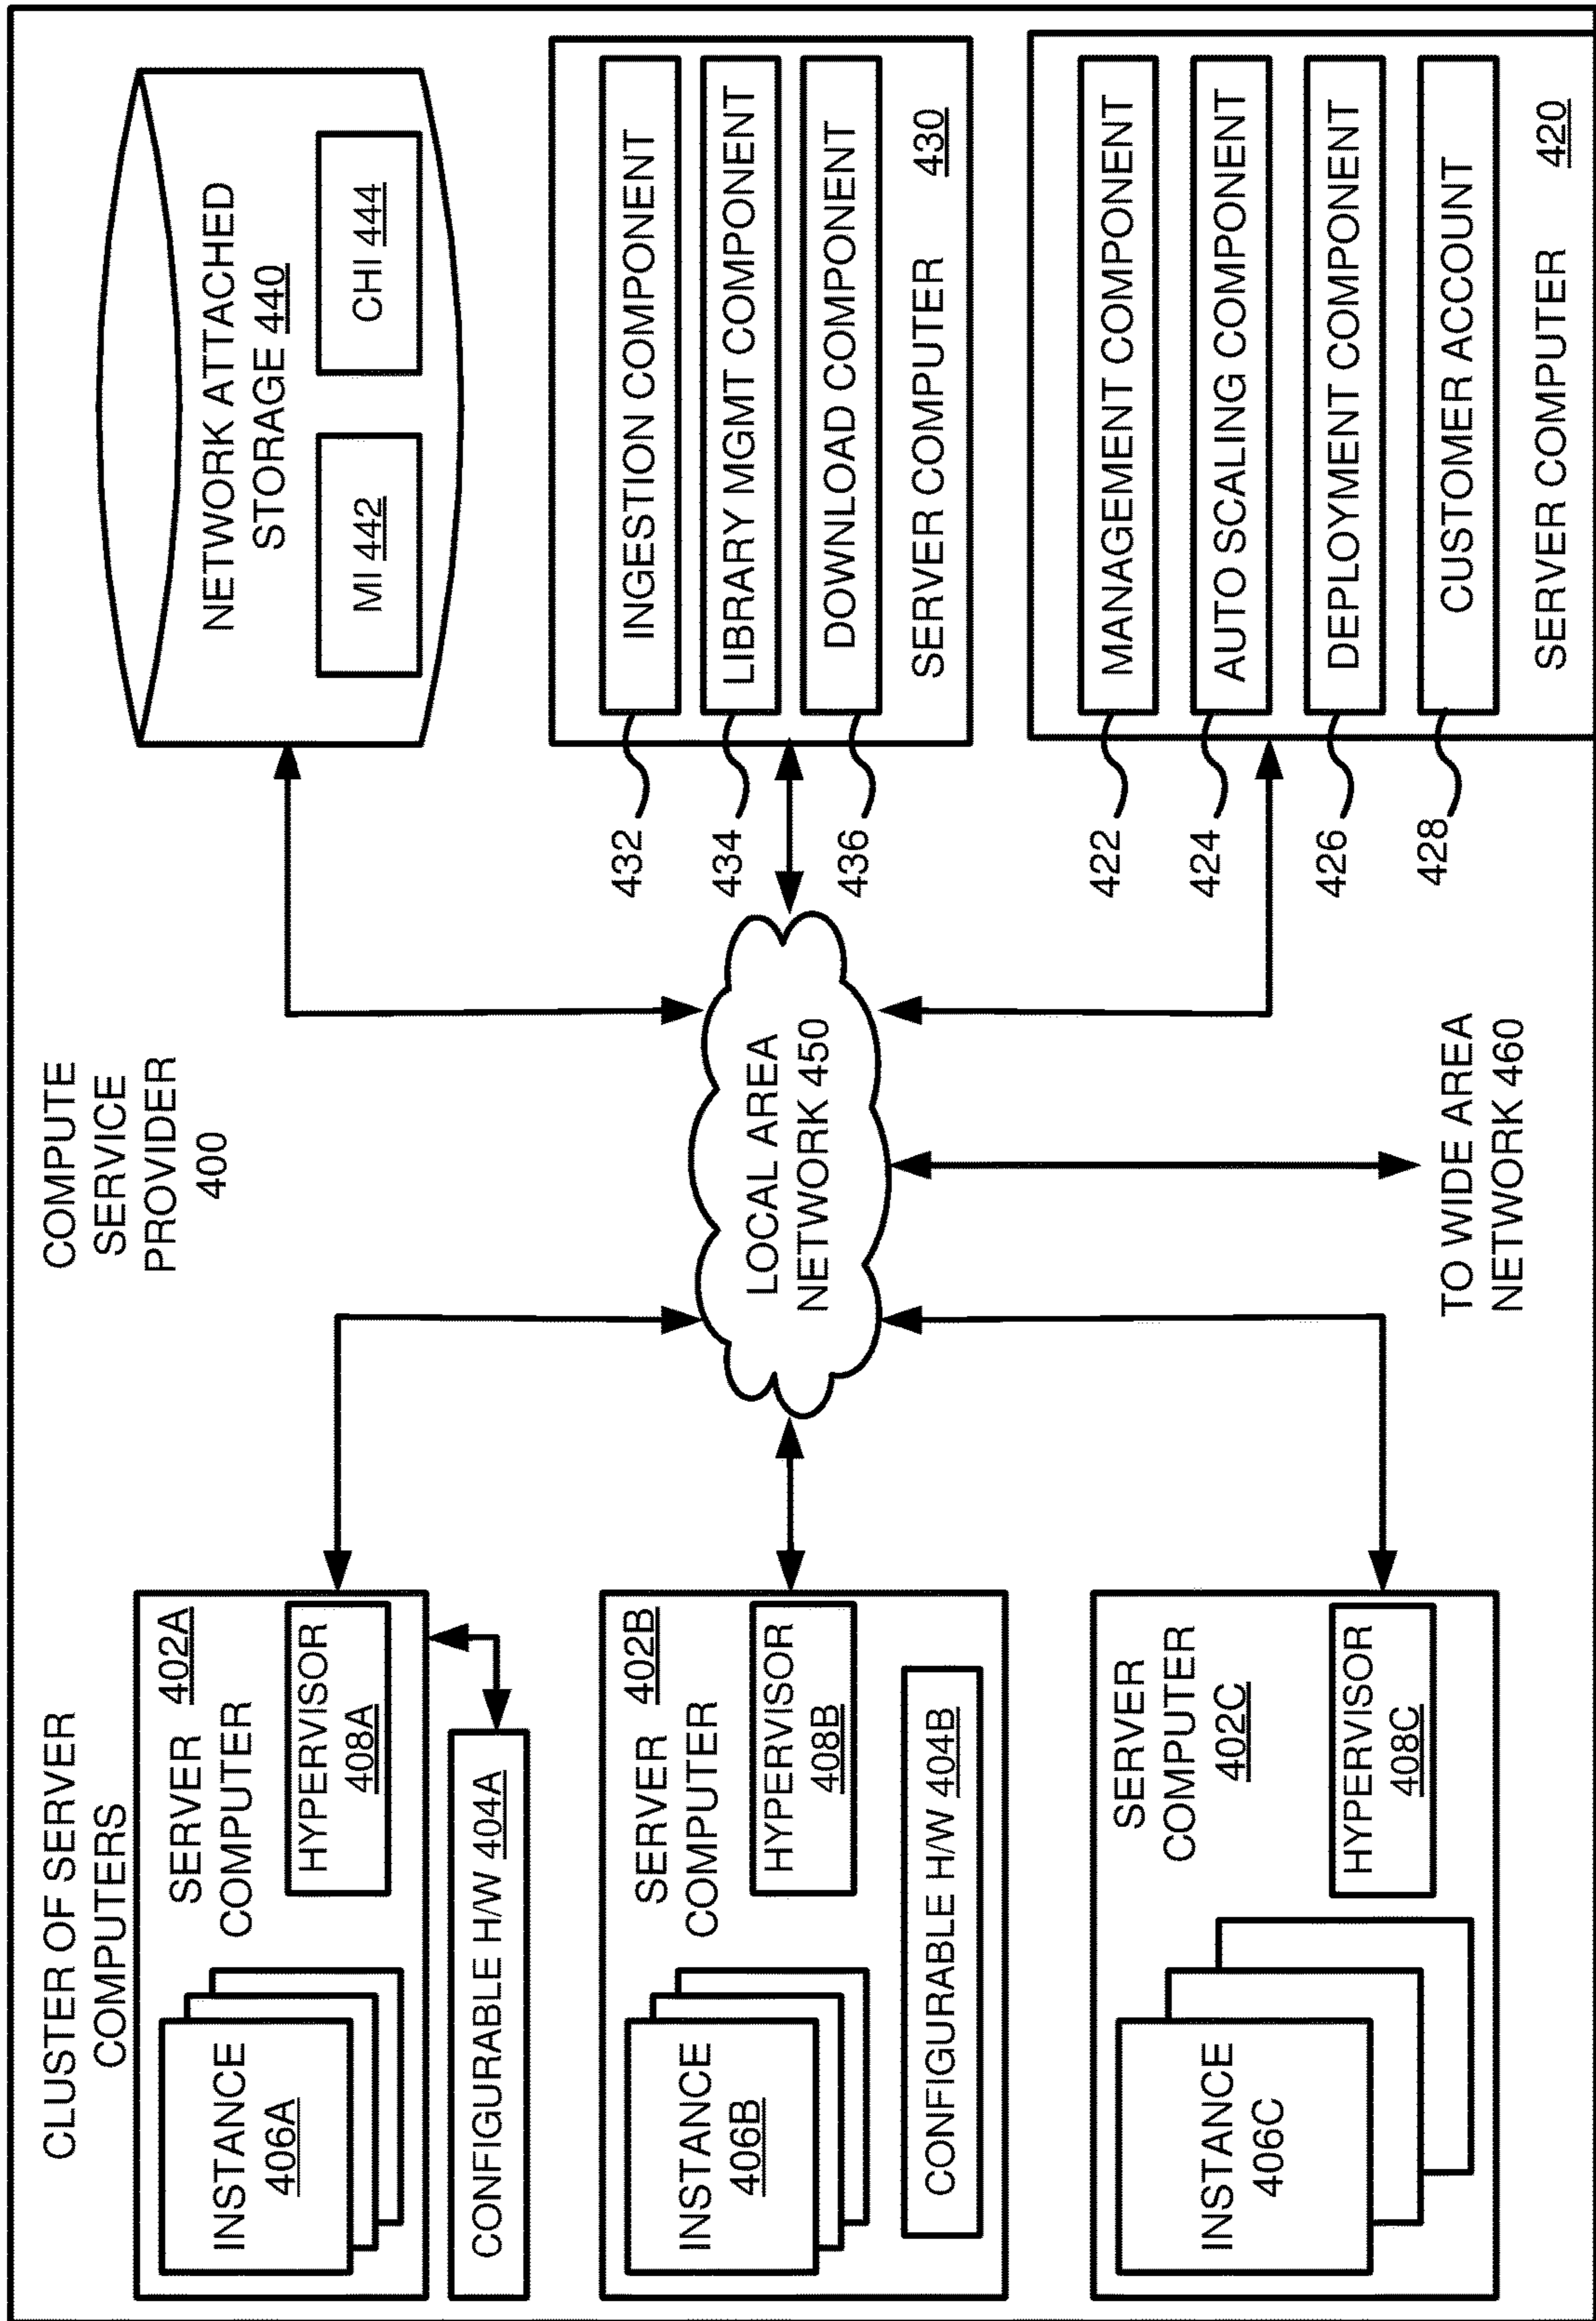 COMPUTE
SERVICE
PROVIDER
400
CLUSTER OF SERVER
COMPUTERS
SERVER 402A
COMPUTER
INSTANCE
406A
HYPERVISOR
408A
CONFIGURABLE H/W 404A
SERVER 402B
COMPUTER
INSTANCE
406B
HYPERVISOR
408B
CONFIGURABLE H/W 404B
SERVER
COMPUTER
402C
INSTANCE
406C
HYPERVISOR
408C
LOCAL AREA
NETWORK 450
TO WIDE AREA
NETWORK 460
NETWORK ATTACHED
STORAGE 440
MI 442
CHI 444
432
INGESTION COMPONENT
434
LIBRARY MGMT COMPONENT
436
DOWNLOAD COMPONENT
SERVER COMPUTER 430
422
MANAGEMENT COMPONENT
424
AUTO SCALING COMPONENT
426
DEPLOYMENT COMPONENT
428
CUSTOMER ACCOUNT
SERVER COMPUTER 420